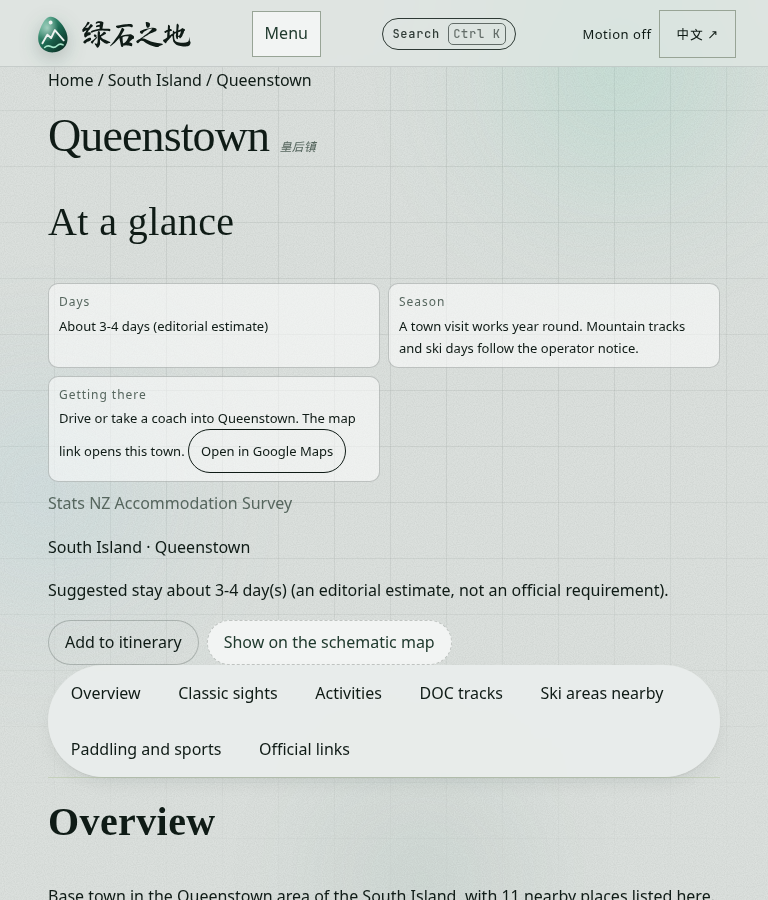 绿石之地
Menu
Search Ctrl K
Motion off
中文 ↗
Home / South Island / Queenstown
Queenstown 皇后镇
At a glance
Days
About 3-4 days (editorial estimate)
Season
A town visit works year round. Mountain tracks
and ski days follow the operator notice.
Getting there
Drive or take a coach into Queenstown. The map
link opens this town. Open in Google Maps
Stats NZ Accommodation Survey
South Island · Queenstown
Suggested stay about 3-4 day(s) (an editorial estimate, not an official requirement).
Add to itinerary
Show on the schematic map
Overview Classic sights Activities DOC tracks Ski areas nearby
Paddling and sports Official links
Overview
Base town in the Queenstown area of the South Island, with 11 nearby places listed here.